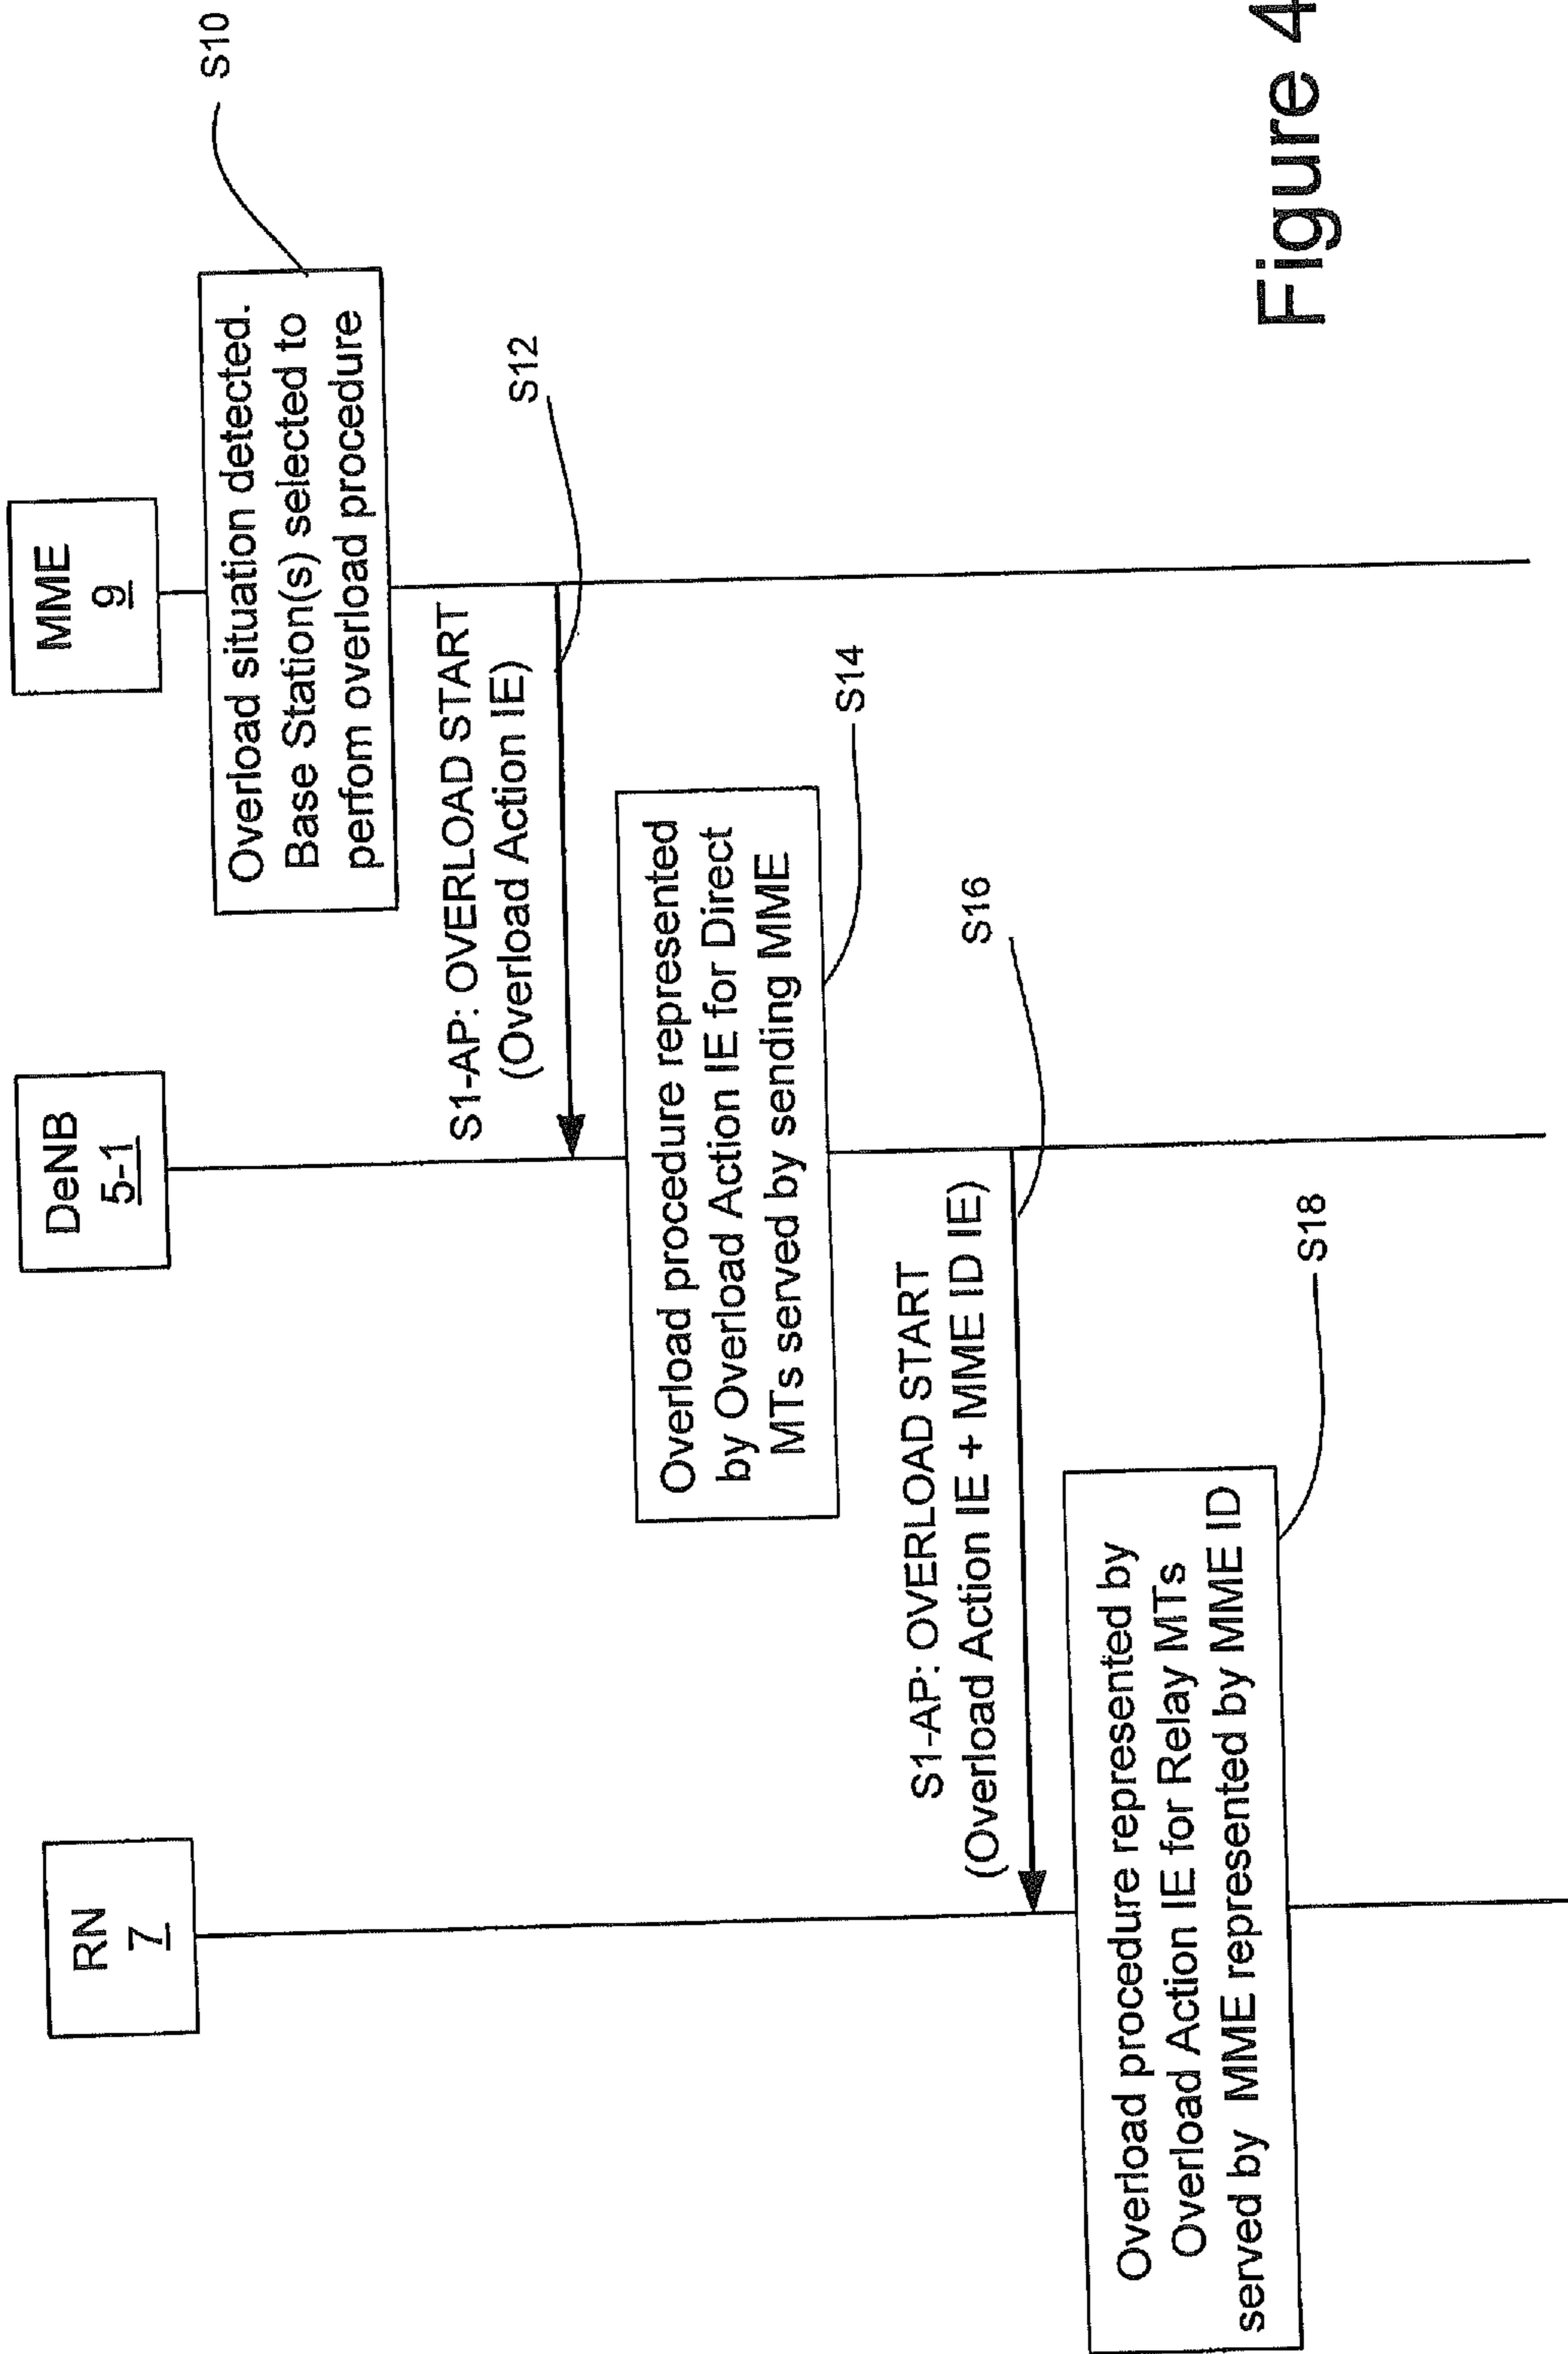 RN
7
DeNB
5-1
MME
9
Overload situation detected.
Base Station(s) selected to
perfom overload procedure
S10
S1-AP: OVERLOAD START
(Overload Action IE)
S12
Overload procedure represented
by Overload Action IE for Direct
MTs served by sending MME
S14
S1-AP: OVERLOAD START
(Overload Action IE + MME ID IE)
S16
Overload procedure represented by
Overload Action IE for Relay MTs
served by MME represented by MME ID
S18
Figure 4